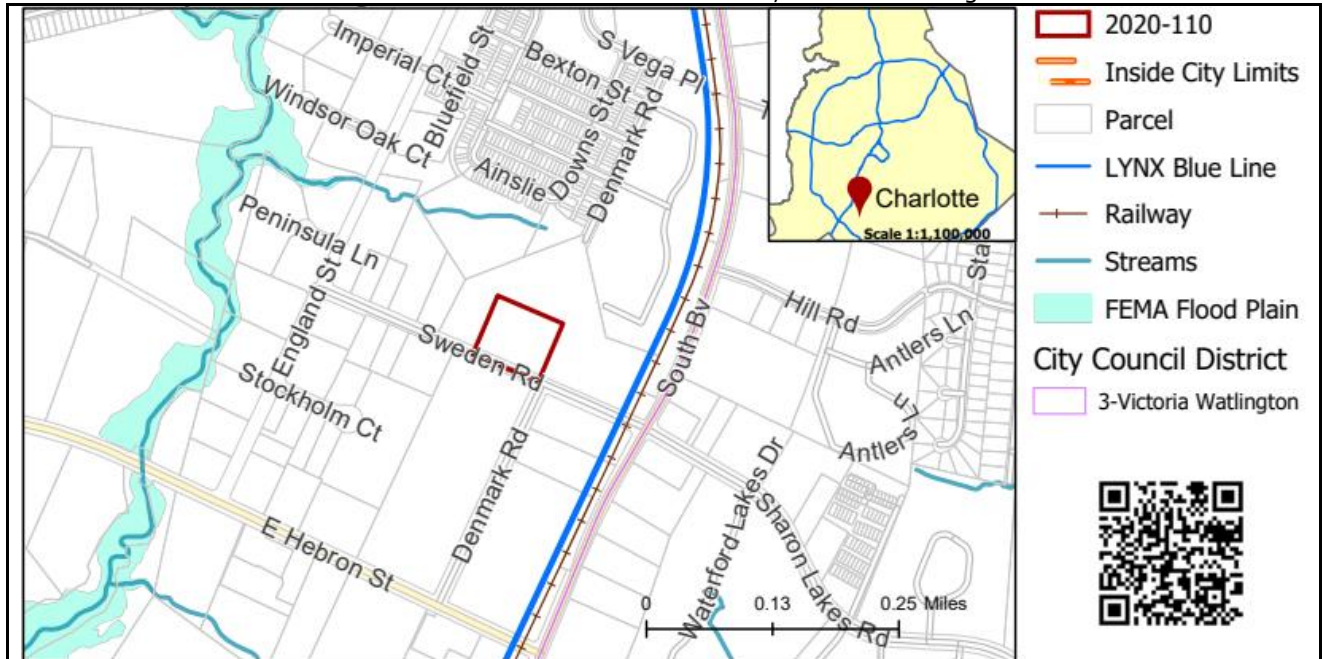 Imperial Ct
Bluefield St
Bexton St
S Vega Pl
Windsor Oak Ct
Downs St
Denmark Rd
Ainslie
Peninsula Ln
England St
Sweden Rd
Stockholm Ct
Denmark Rd
E Hebron St
South Bv
Hill Rd
Antlers Ln
Antlers Ln
Sta
Waterford Lakes Dr
Sharon Lakes Rd
0 0.13 0.25 Miles
Charlotte
Scale 1:1,100,000
2020-110
Inside City Limits
Parcel
LYNX Blue Line
Railway
Streams
FEMA Flood Plain
City Council District
3-Victoria Watlington